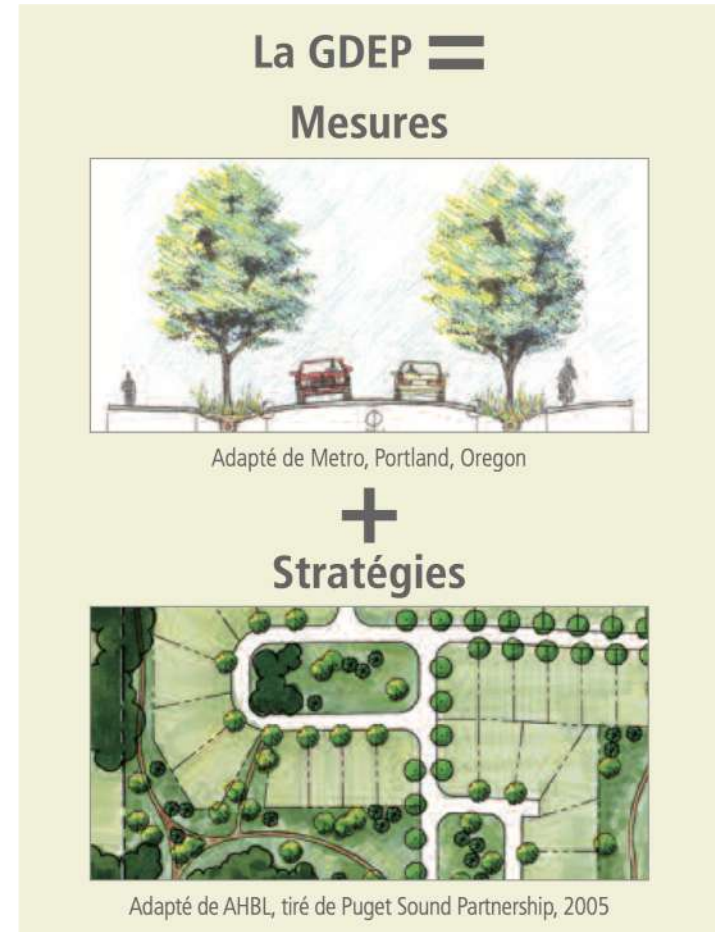 La GDEP =
Mesures
Adapté de Metro, Portland, Oregon
+
Stratégies
Adapté de AHBL, tiré de Puget Sound Partnership, 2005